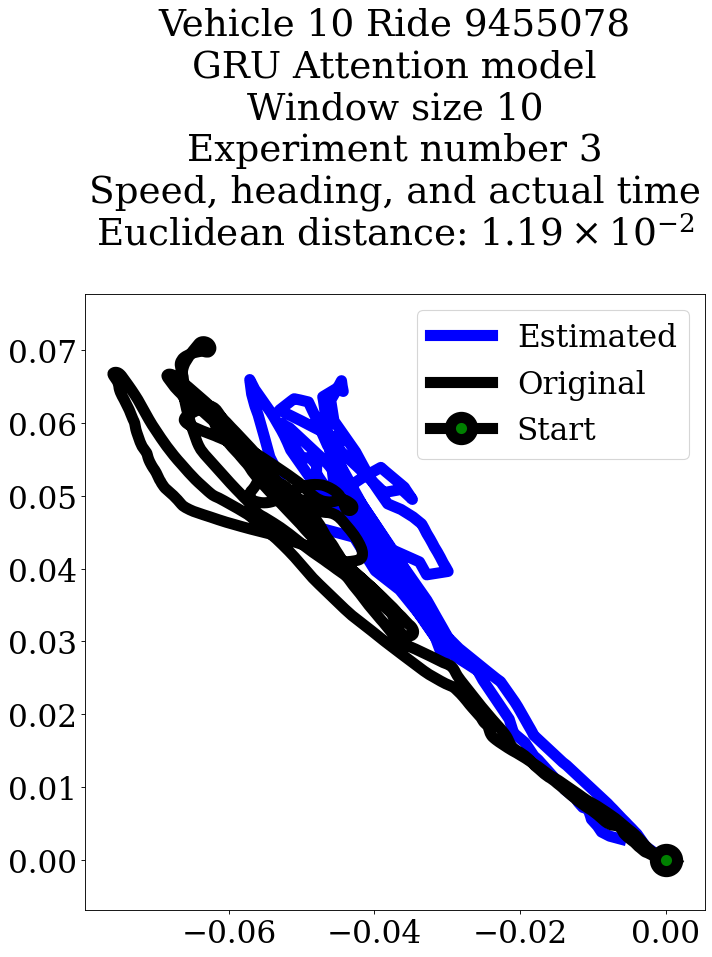 Vehicle 10 Ride 9455078
GRU Attention model
Window size 10
Experiment number 3
Speed, heading, and actual time
Euclidean distance: 1.19 × 10⁻²
Estimated
Original
Start
0.07
0.06
0.05
0.04
0.03
0.02
0.01
0.00
−0.06 −0.04 −0.02 0.00